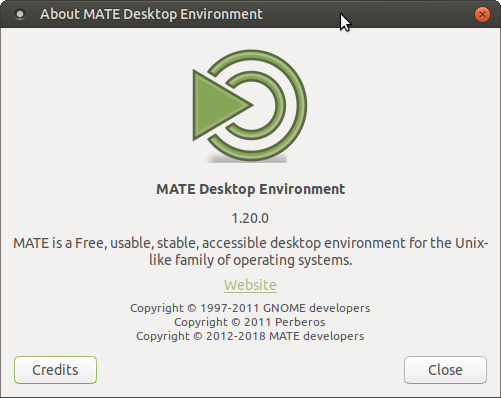 About MATE Desktop Environment
MATE Desktop Environment
1.20.0
MATE is a Free, usable, stable, accessible desktop environment for the Unix-
like family of operating systems.
Website
Copyright © 1997-2011 GNOME developers
Copyright © 2011 Perberos
Copyright © 2012-2018 MATE developers
Credits
Close